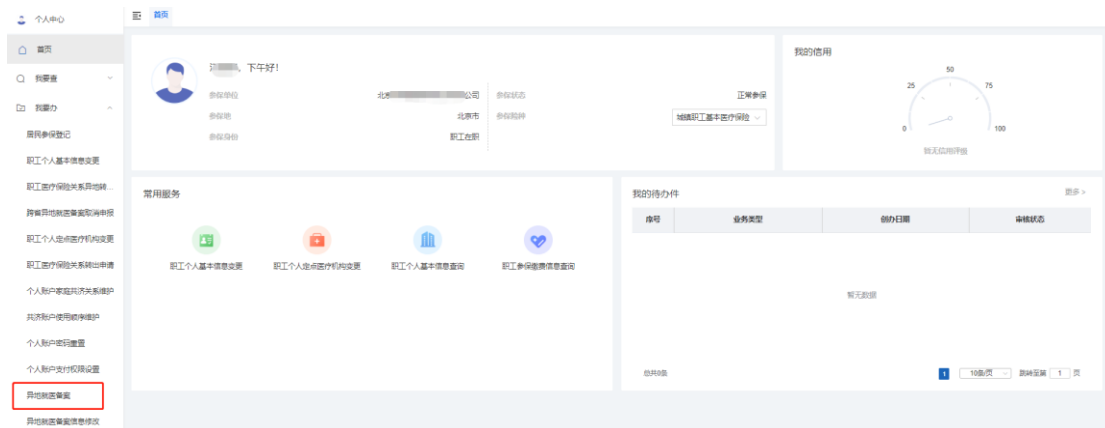 个人中心
首页
我要查
我要办
居民参保登记
职工个人基本信息变更
职工医疗保险关系异地转...
跨省异地就医备案取消申报
职工个人定点医疗机构变更
职工医疗保险关系转出申请
个人账户家庭共济关系维护
共济账户使用顺序维护
个人账户密码重置
个人账户支付权限设置
异地就医备案
异地就医备案信息修改
首页
，下午好！
参保单位 北京 公司
参保地 北京市
参保身份 职工在职
参保状态 正常参保
参保险种 城镇职工基本医疗保险
我的信用
0 25 50 75 100
暂无信用评级
常用服务
职工个人基本信息变更 职工个人定点医疗机构变更 职工个人基本信息查询 职工参保缴费信息查询
我的待办件 更多 >
序号 业务类型 创办日期 审核状态
暂无数据
总共0条 1 10条/页 跳转至第 1 页